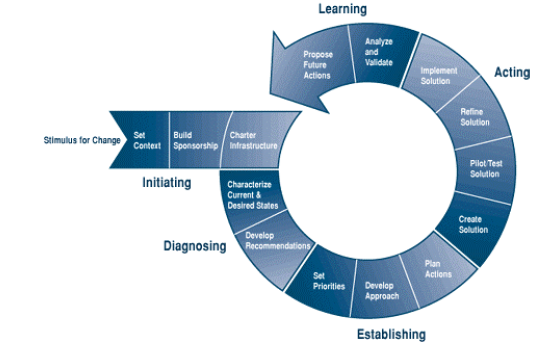 Learning
Propose
Future
Actions
Analyze
and
Validate
Implement
Solution
Acting
Refine
Solution
Pilot/Test
Solution
Create
Solution
Stimulus for Change
Set
Context
Build
Sponsorship
Charter
Infrastructure
Initiating
Characterize
Current &
Desired States
Diagnosing
Develop
Recommendations
Set
Priorities
Develop
Approach
Plan
Actions
Establishing